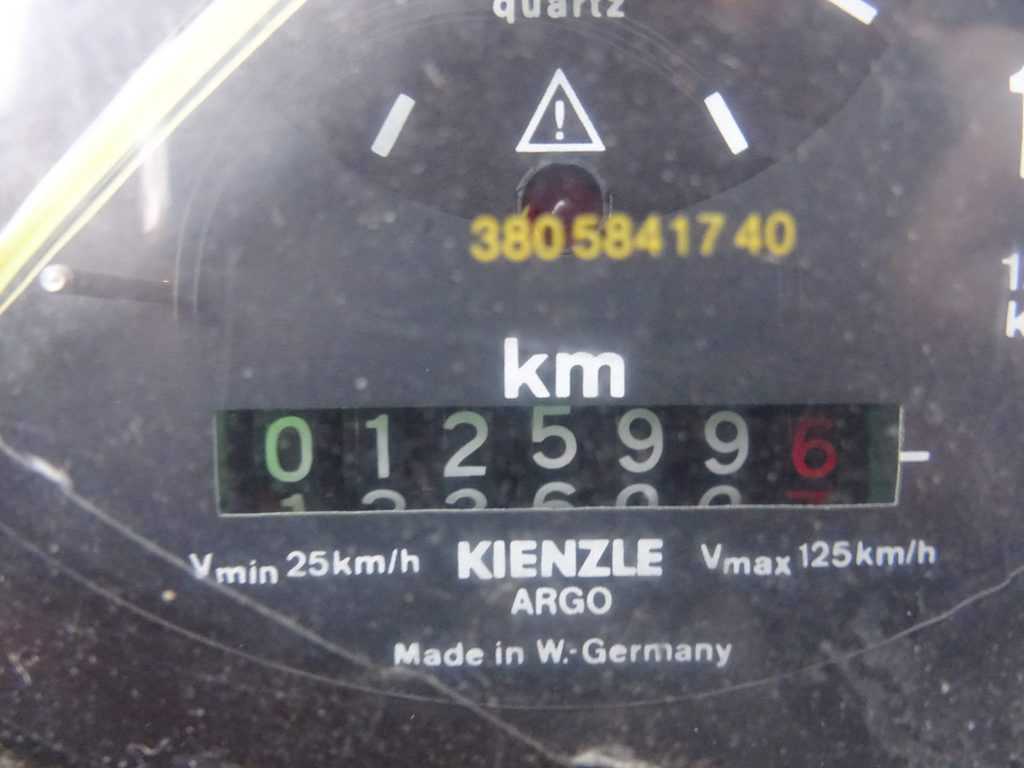 quartz
3805841740
km
0125996
Vmin 25km/h KIENZLE Vmax 125km/h
ARGO
Made in W.-Germany